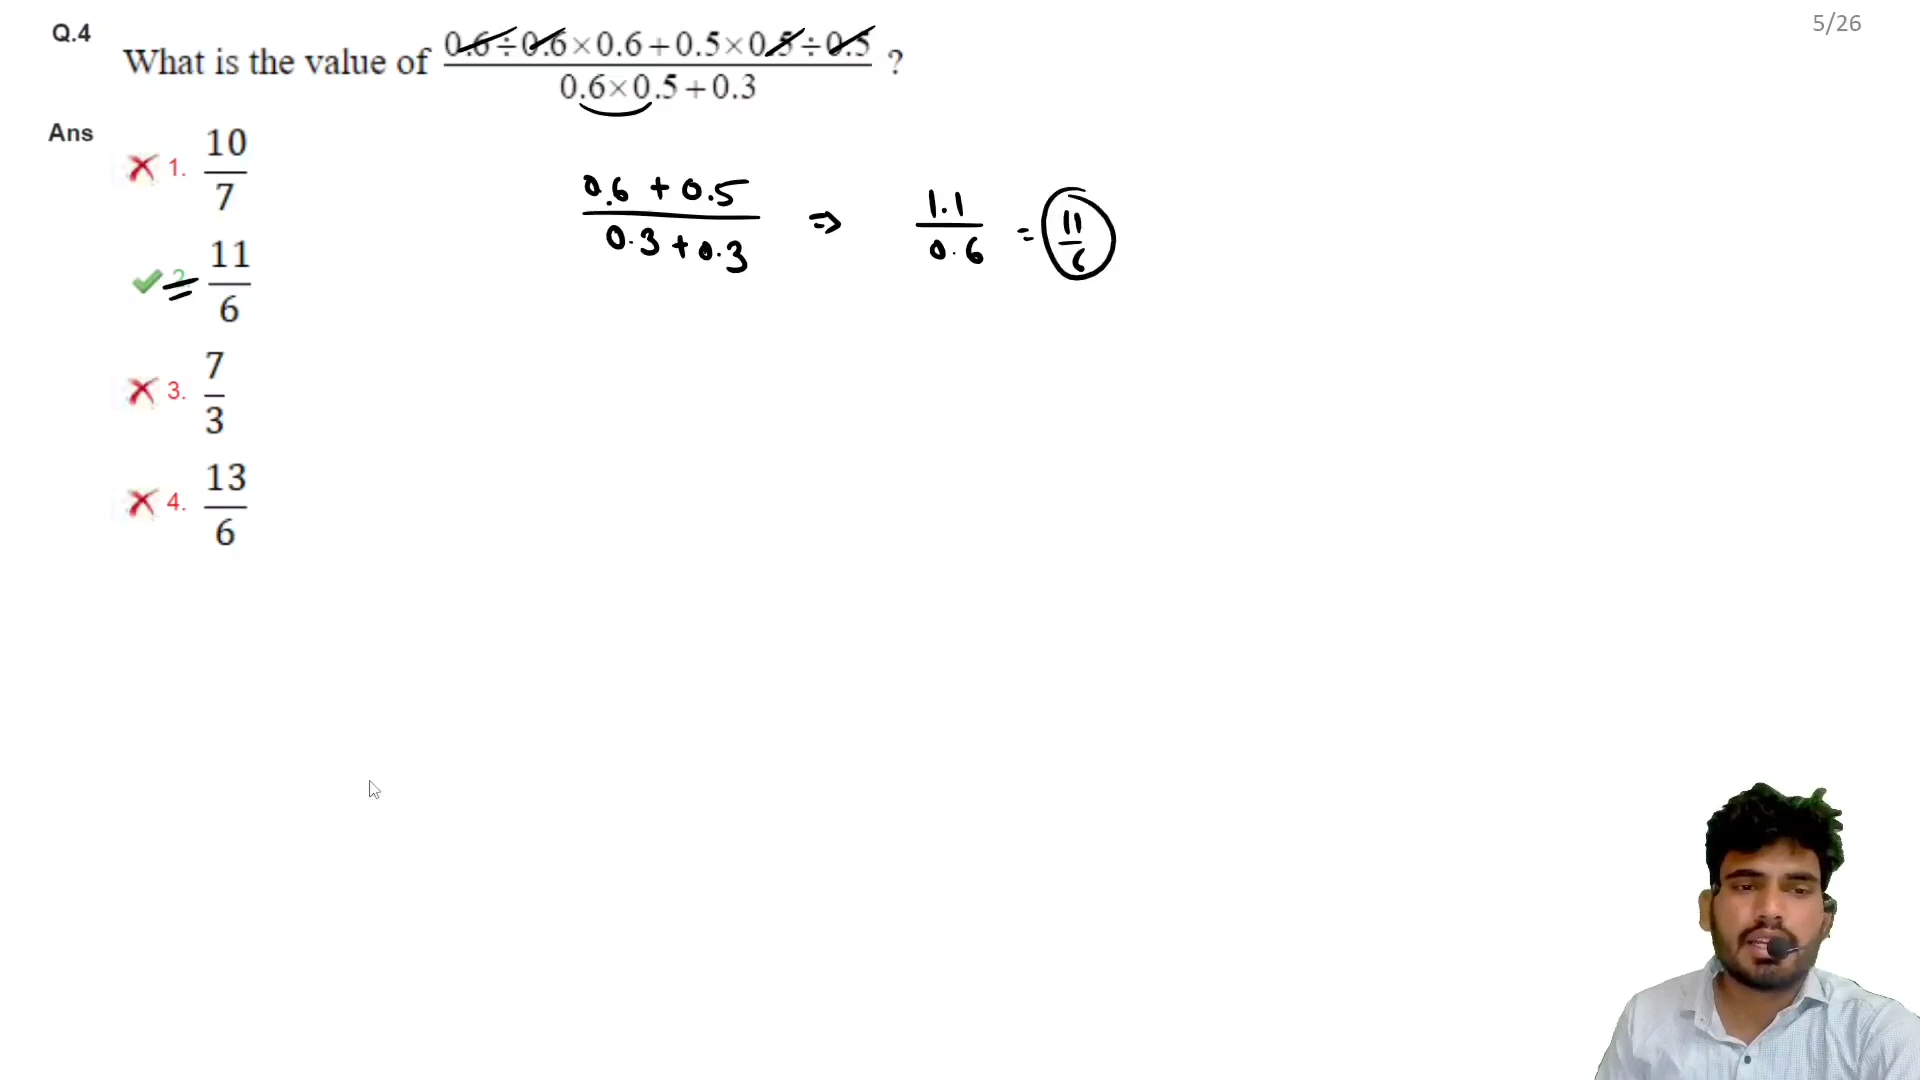 5/26
Q.4
What is the value of (0.6÷0.6×0.6+0.5×0.5÷0.5)/(0.6×0.5+0.3) ?
Ans
1. 10/7
2. 11/6
3. 7/3
4. 13/6
(0.6 + 0.5)/(0.3 + 0.3) ⇒ 1.1/0.6 = 11/6